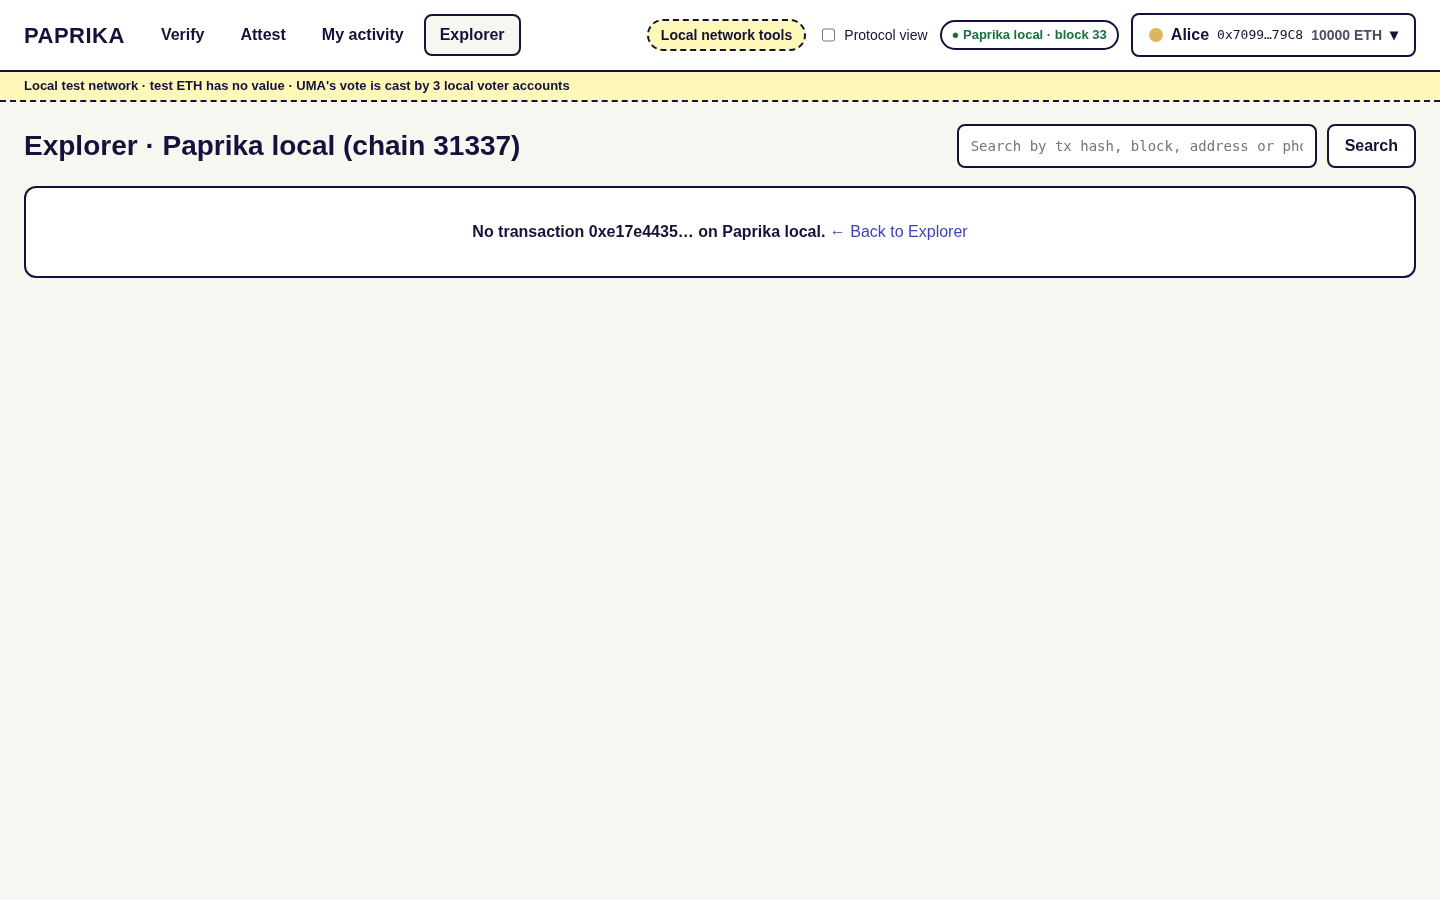 PAPRIKA Verify Attest My activity Explorer Local network tools Protocol view ● Paprika local · block 33 Alice 0x7099…79C8 10000 ETH ▼
Local test network · test ETH has no value · UMA's vote is cast by 3 local voter accounts
Explorer · Paprika local (chain 31337) Search by tx hash, block, address or pho Search
No transaction 0xe17e4435… on Paprika local. ← Back to Explorer